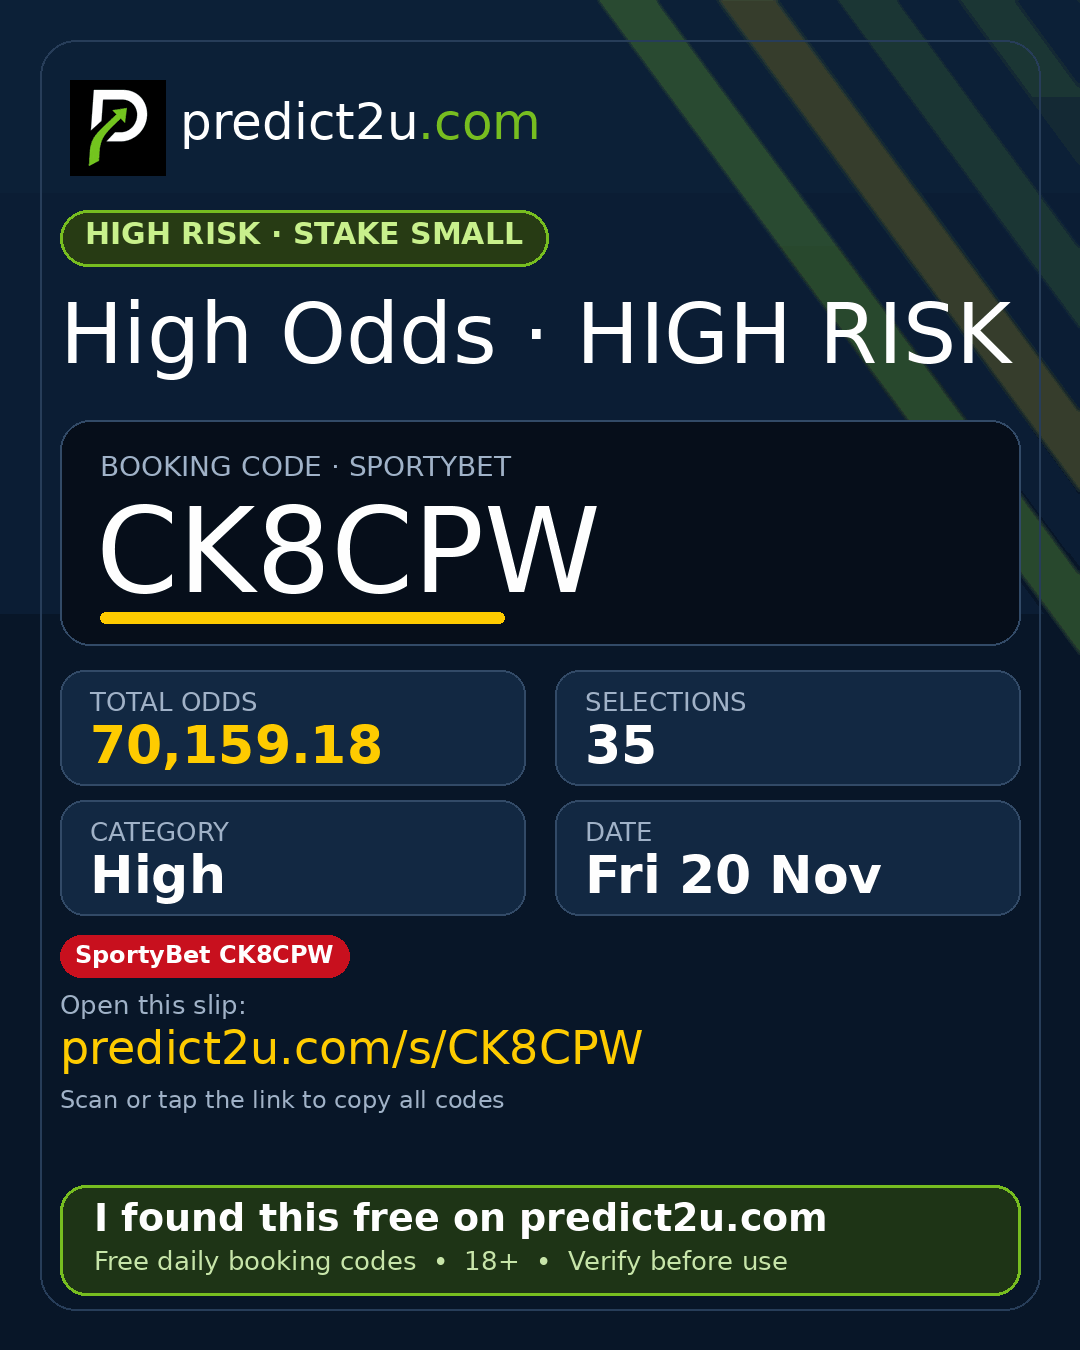 predict2u.com
HIGH RISK · STAKE SMALL
High Odds · HIGH RISK
BOOKING CODE · SPORTYBET
CK8CPW
TOTAL ODDS
70,159.18
SELECTIONS
35
CATEGORY
High
DATE
Fri 20 Nov
SportyBet CK8CPW
Open this slip:
predict2u.com/s/CK8CPW
Scan or tap the link to copy all codes
I found this free on predict2u.com
Free daily booking codes • 18+ • Verify before use